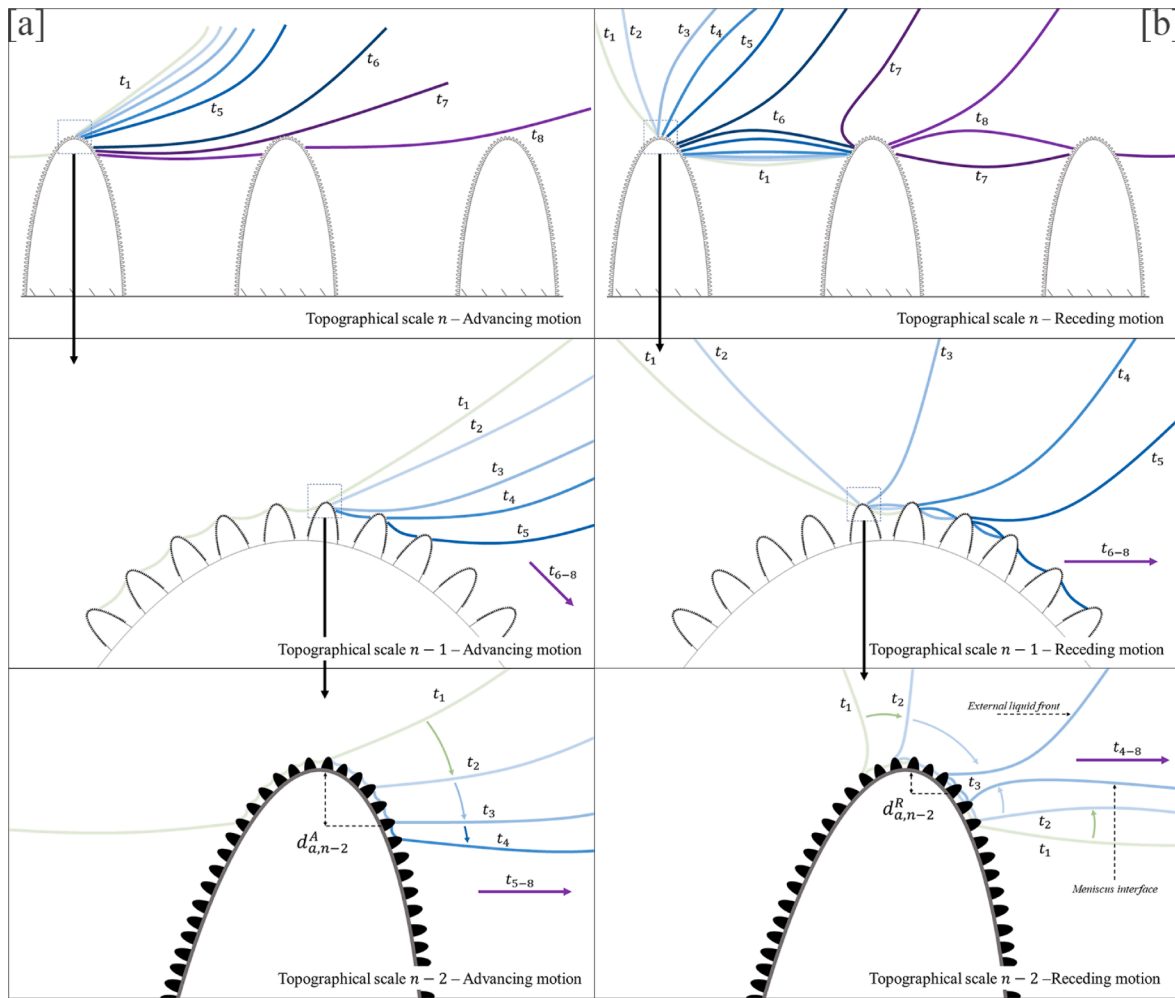 [a]
t₁
t₅
t₆
t₇
t₈
Topographical scale n – Advancing motion
[b]
t₁
t₂
t₃
t₄
t₅
t₆
t₇
t₈
t₁
t₇
Topographical scale n – Receding motion
t₁
t₂
t₃
t₄
t₅
t₆₋₈
Topographical scale n − 1 – Advancing motion
t₁
t₂
t₃
t₄
t₅
t₆₋₈
Topographical scale n − 1 – Receding motion
t₁
t₂
t₃
t₄
d^A_{a,n−2}
t₅₋₈
Topographical scale n − 2 – Advancing motion
t₁
t₂
External liquid front
t₄₋₈
t₃
d^R_{a,n−2}
t₂
t₁
Meniscus interface
Topographical scale n − 2 –Receding motion